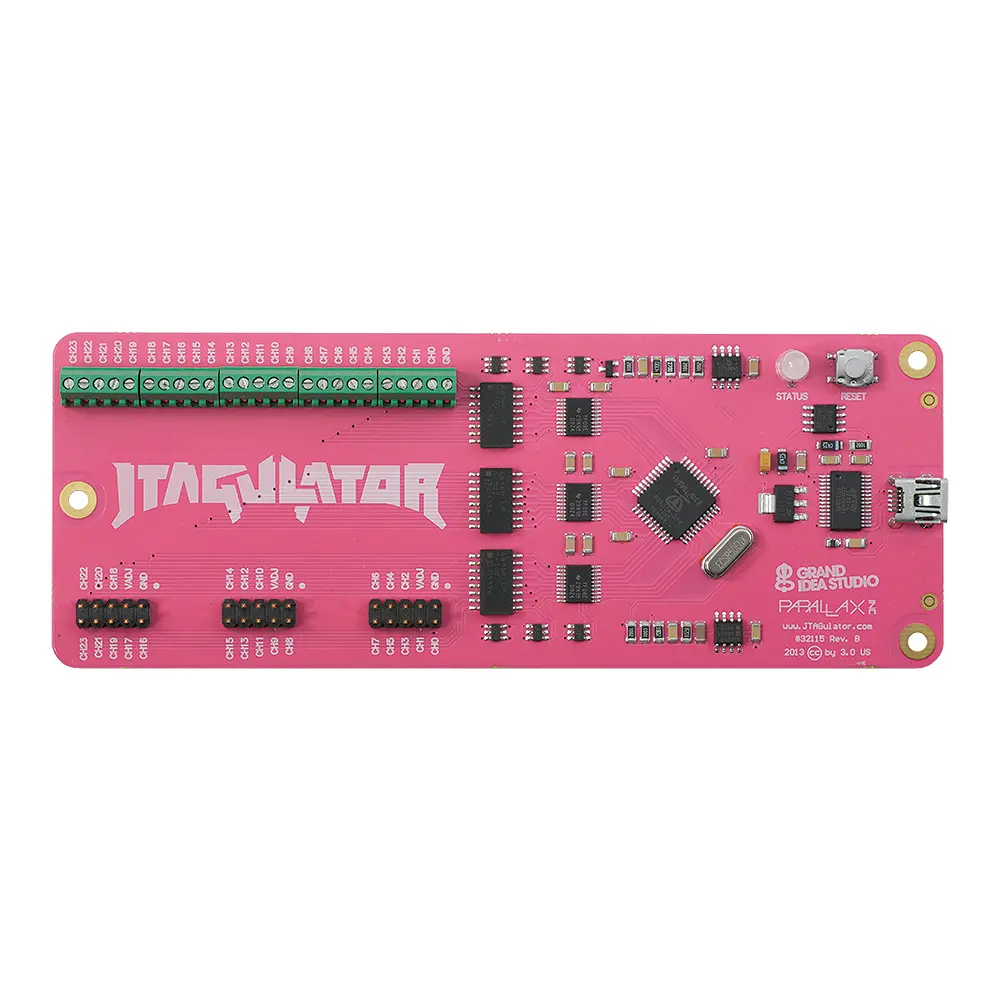 CH23 CH22 CH21 CH20 CH19 CH18 CH17 CH16 CH15 CH14 CH13 CH12 CH11 CH10 CH9 CH8 CH7 CH6 CH5 CH4 CH3 CH2 CH1 CH0 GND
STATUS
RESET
JTAGULATOR
CH22 CH20 CH18 VADJ GND
CH23 CH21 CH19 CH17 CH16
CH14 CH12 CH10 VADJ GND
CH15 CH13 CH11 CH9 CH8
CH6 CH4 CH2 VADJ GND
CH7 CH5 CH3 CH1 CH0
PARALLAX
GRAND
IDEA STUDIO
PARALLAX INC
www.JTAGulator.com
#32115 Rev. B
2013 cc by 3.0 US